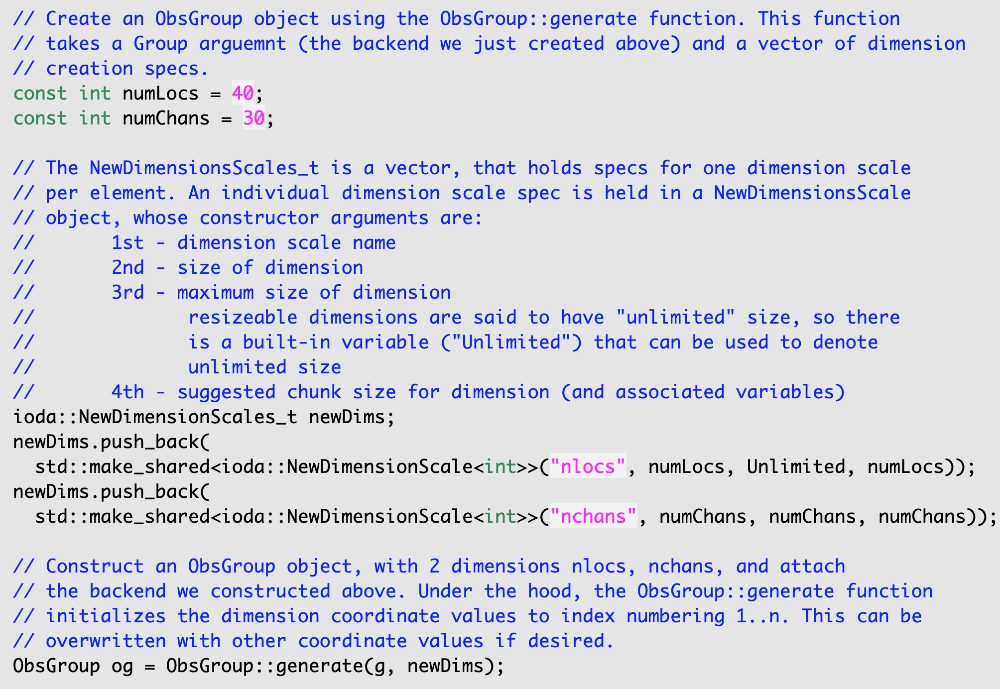 // Create an ObsGroup object using the ObsGroup::generate function. This function
// takes a Group arguemnt (the backend we just created above) and a vector of dimension
// creation specs.
const int numLocs = 40;
const int numChans = 30;

// The NewDimensionsScales_t is a vector, that holds specs for one dimension scale
// per element. An individual dimension scale spec is held in a NewDimensionsScale
// object, whose constructor arguments are:
//       1st - dimension scale name
//       2nd - size of dimension
//       3rd - maximum size of dimension
//              resizeable dimensions are said to have "unlimited" size, so there
//              is a built-in variable ("Unlimited") that can be used to denote
//              unlimited size
//       4th - suggested chunk size for dimension (and associated variables)
ioda::NewDimensionScales_t newDims;
newDims.push_back(
  std::make_shared<ioda::NewDimensionScale<int>>("nlocs", numLocs, Unlimited, numLocs));
newDims.push_back(
  std::make_shared<ioda::NewDimensionScale<int>>("nchans", numChans, numChans, numChans));

// Construct an ObsGroup object, with 2 dimensions nlocs, nchans, and attach
// the backend we constructed above. Under the hood, the ObsGroup::generate function
// initializes the dimension coordinate values to index numbering 1..n. This can be
// overwritten with other coordinate values if desired.
ObsGroup og = ObsGroup::generate(g, newDims);